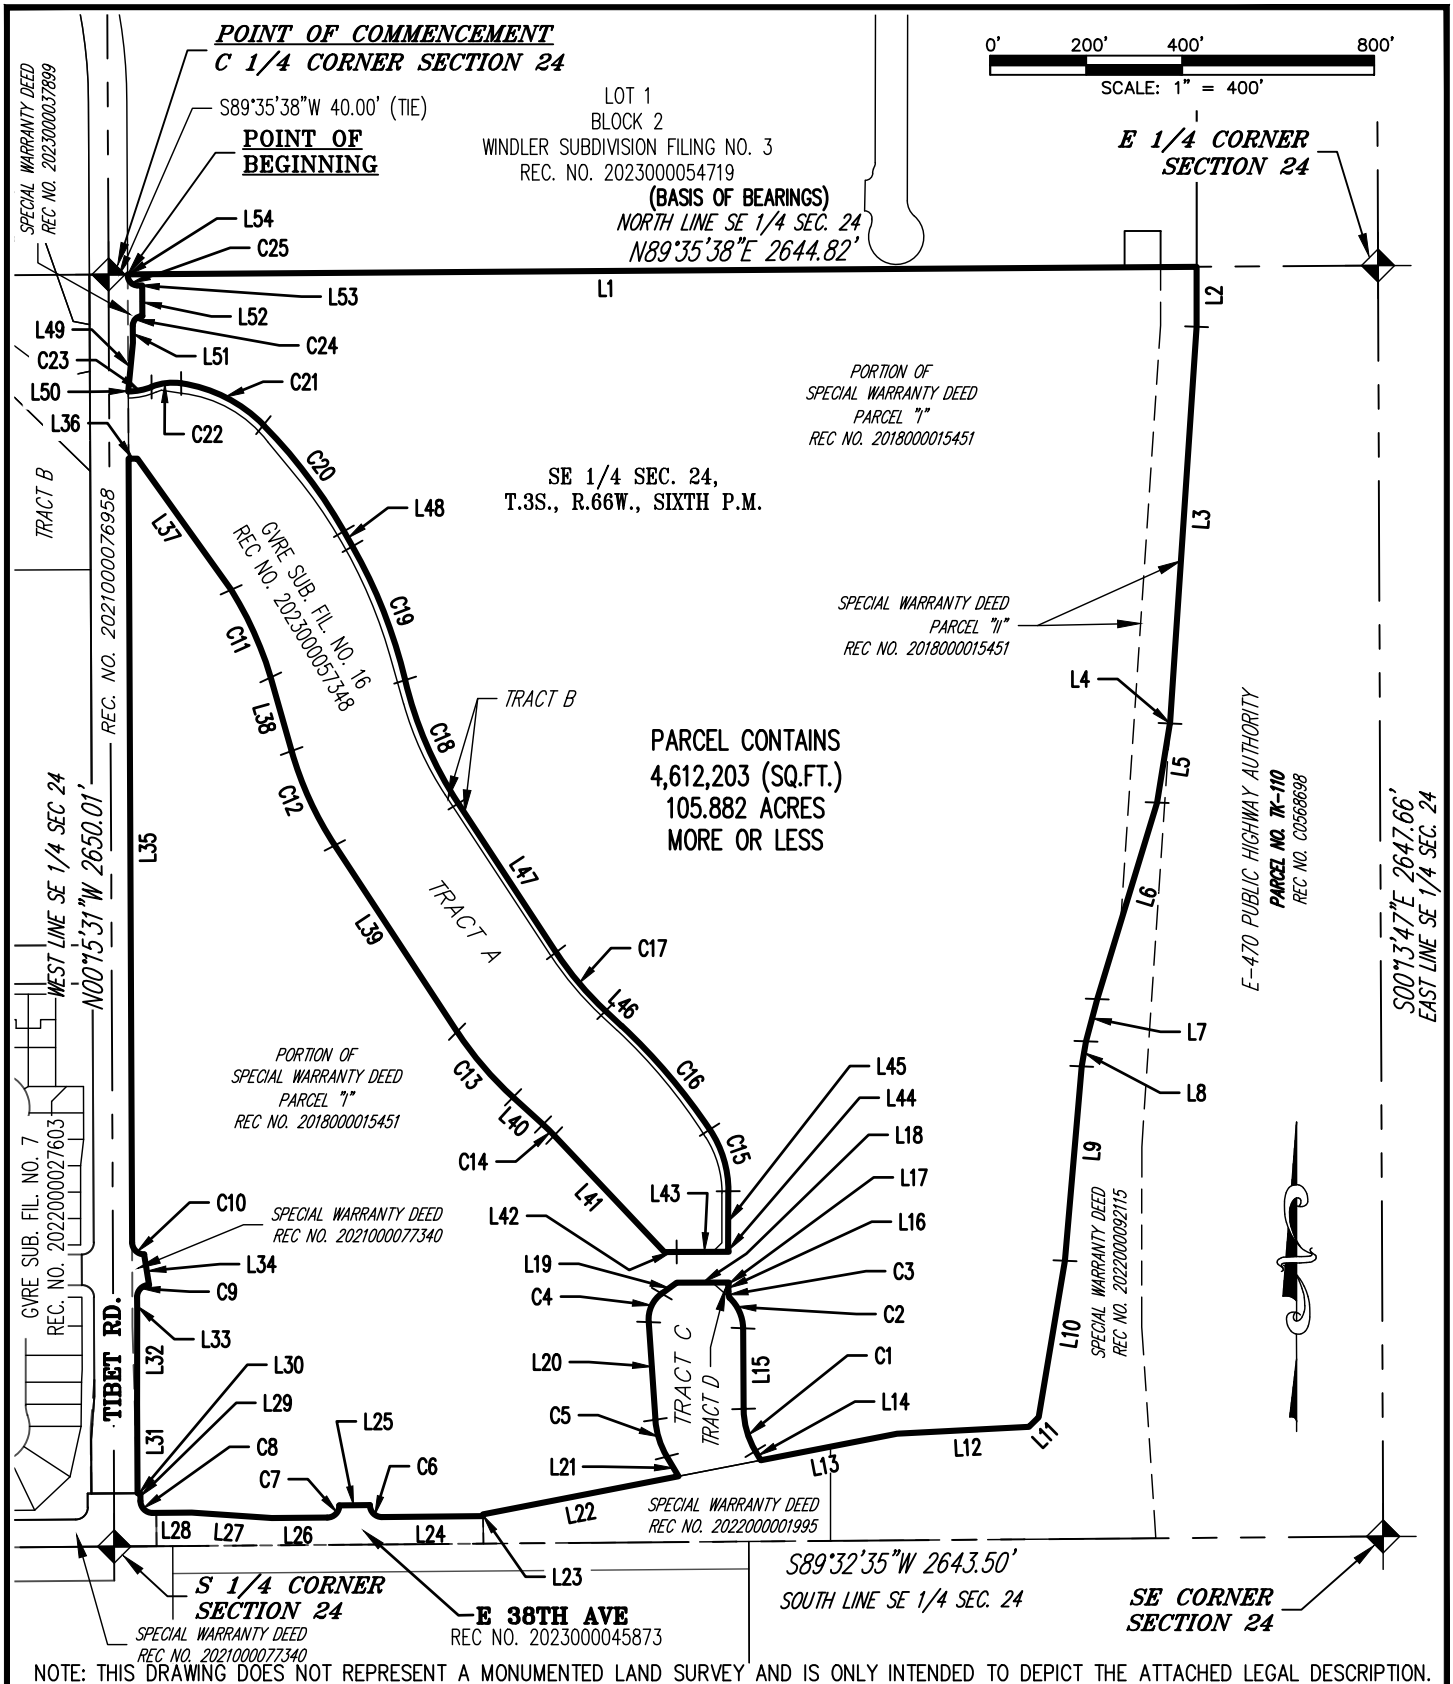 POINT OF COMMENCEMENT
C 1/4 CORNER SECTION 24
S89°35'38"W 40.00' (TIE)
POINT OF
BEGINNING
SPECIAL WARRANTY DEED
REC NO. 2023000037899
LOT 1
BLOCK 2
WINDLER SUBDIVISION FILING NO. 3
REC. NO. 2023000054719
(BASIS OF BEARINGS)
NORTH LINE SE 1/4 SEC. 24
N89°35'38"E 2644.82'
0' 200' 400' 800'
SCALE: 1" = 400'
E 1/4 CORNER
SECTION 24
L54
C25
L53
L52
C24
L51
L49
C23
L50
L36
L1
L2
C21
C22
C20
L48
L37
TRACT B
REC. NO. 2021000076958
GVRE SUB. FIL. NO. 16
REC NO. 2023000057348
PORTION OF
SPECIAL WARRANTY DEED
PARCEL "I"
REC NO. 2018000015451
SE 1/4 SEC. 24,
T.3S., R.66W., SIXTH P.M.
L3
C19
C11
SPECIAL WARRANTY DEED
PARCEL "II"
REC NO. 2018000015451
L4
L5
L38
C18
TRACT B
PARCEL CONTAINS
4,612,203 (SQ.FT.)
105.882 ACRES
MORE OR LESS
E-470 PUBLIC HIGHWAY AUTHORITY
PARCEL NO. TK-110
REC NO. C0568698
S00°13'47"E 2647.66'
EAST LINE SE 1/4 SEC. 24
WEST LINE SE 1/4 SEC 24
N00°15'31"W 2650.01'
L35
C12
L47
L6
TRACT A
L39
C17
L46
L7
L8
C13
C16
L40
C14
L41
C15
L45
L44
L18
L17
L16
L9
PORTION OF
SPECIAL WARRANTY DEED
PARCEL "I"
REC NO. 2018000015451
GVRE SUB. FIL. NO. 7
REC. NO. 2022000027603
C10
SPECIAL WARRANTY DEED
REC NO. 2021000077340
L42
L43
L19
C4
C3
C2
L34
C9
L33
L32
TIBET RD.
L30
L29
C8
L31
L20
C5
L21
TRACT C
TRACT D
L15
C1
L14
L10
SPECIAL WARRANTY DEED
REC NO. 2022000092115
L11
L12
L13
L25
C7
C6
L28
L27
L26
L24
L22
L23
SPECIAL WARRANTY DEED
REC NO. 2022000001995
S89°32'35"W 2643.50'
SOUTH LINE SE 1/4 SEC. 24
SE CORNER
SECTION 24
S 1/4 CORNER
SECTION 24
E 38TH AVE
REC NO. 2023000045873
SPECIAL WARRANTY DEED
REC NO. 2021000077340
NOTE: THIS DRAWING DOES NOT REPRESENT A MONUMENTED LAND SURVEY AND IS ONLY INTENDED TO DEPICT THE ATTACHED LEGAL DESCRIPTION.